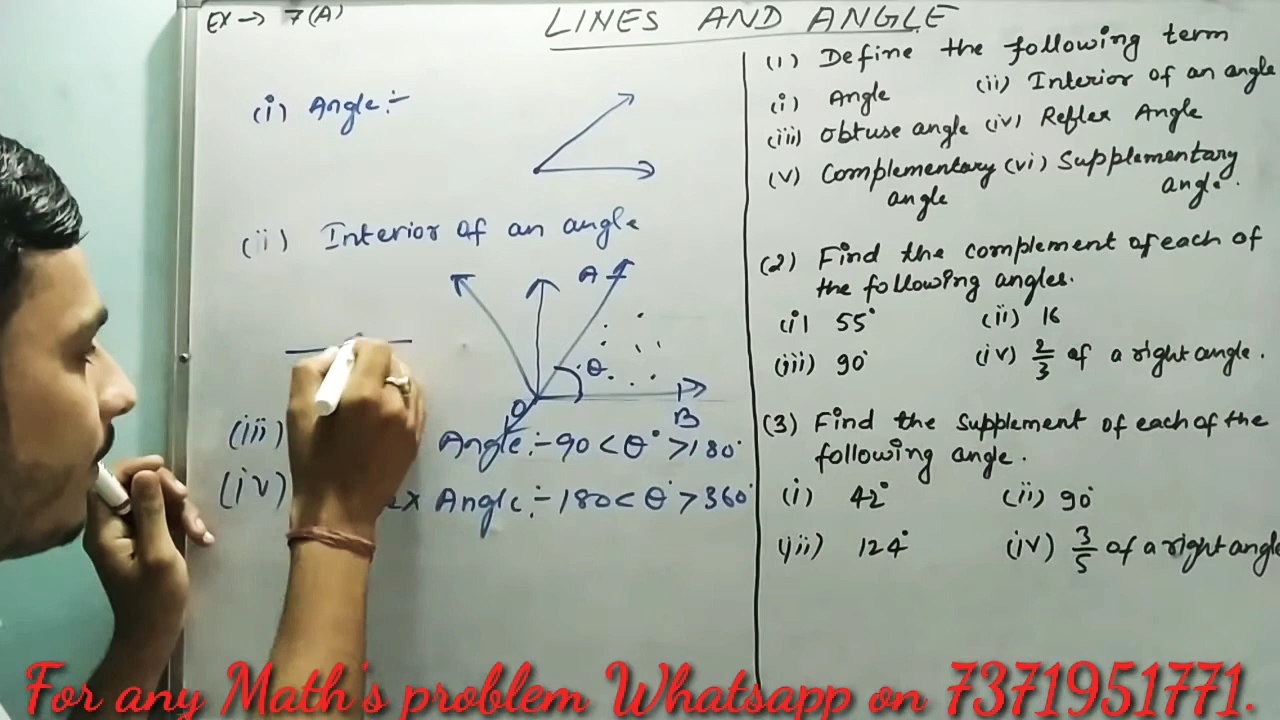 EX → 7(A)
LINES AND ANGLE
(i) Angle :-
(ii) Interior of an angle
A
θ
O
B
(iii) Angle :- 90 < θ° > 180°
(iv) ex Angle :- 180 < θ° > 360°
(1) Define the following term
(i) Angle (ii) Interior of an angle
(iii) Obtuse angle (iv) Reflex Angle
(v) Complementary (vi) Supplementary
angle angle.
(2) Find the complement of each of
the following angles.
(i) 55° (ii) 16
(iii) 90° (iv) 2/3 of a right angle.
(3) Find the supplement of each of the
following angle.
(i) 42° (ii) 90°
(iii) 124° (iv) 3/5 of a right angle
For any Math's problem Whatsapp on 7371951771.